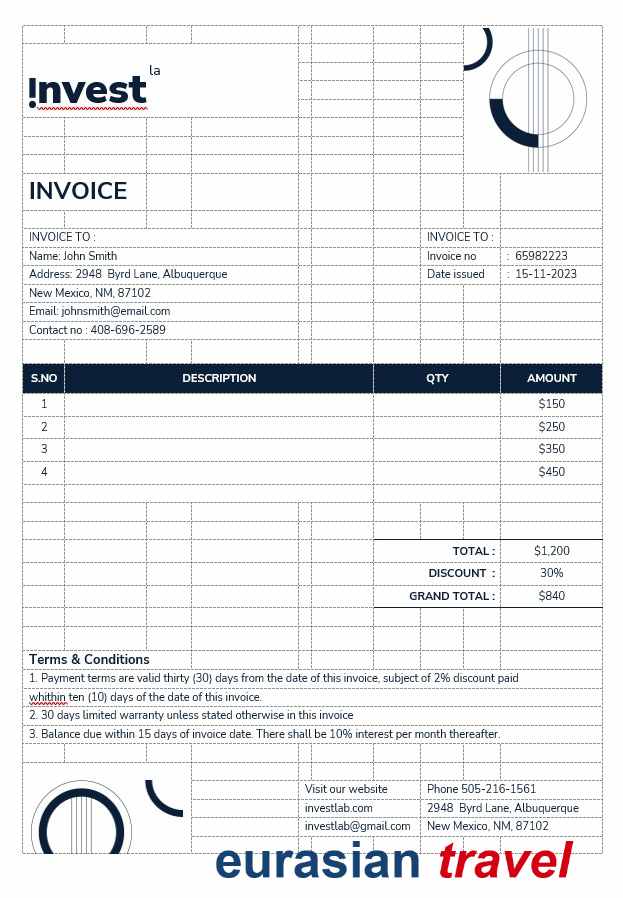 la
!nvest
INVOICE
INVOICE TO :
INVOICE TO :
Name: John Smith
Invoice no : 65982223
Address: 2948 Byrd Lane, Albuquerque
Date issued : 15-11-2023
New Mexico, NM, 87102
Email: johnsmith@email.com
Contact no : 408-696-2589
S.NO DESCRIPTION QTY AMOUNT
1 $150
2 $250
3 $350
4 $450
TOTAL : $1,200
DISCOUNT : 30%
GRAND TOTAL : $840
Terms & Conditions
1. Payment terms are valid thirty (30) days from the date of this invoice, subject of 2% discount paid
whithin ten (10) days of the date of this invoice.
2. 30 days limited warranty unless stated otherwise in this invoice
3. Balance due within 15 days of invoice date. There shall be 10% interest per month thereafter.
Visit our website Phone 505-216-1561
investlab.com 2948 Byrd Lane, Albuquerque
investlab@gmail.com New Mexico, NM, 87102
eurasian travel